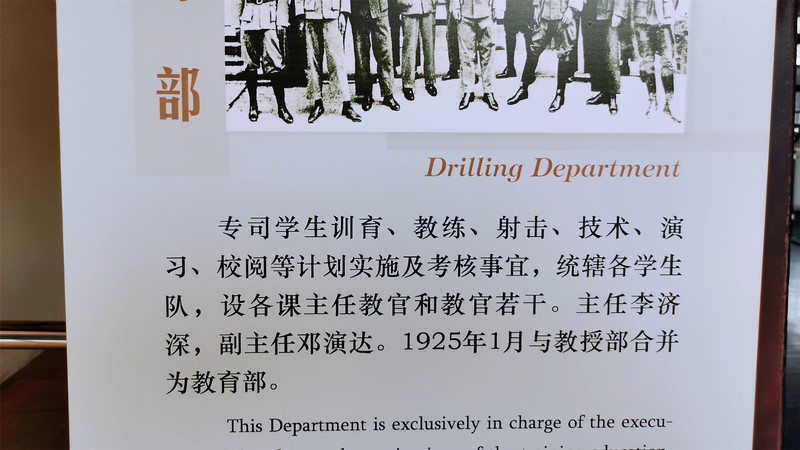 部
Drilling Department
专司学生训育、教练、射击、技术、演
习、校阅等计划实施及考核事宜，统辖各学生
队，设各课主任教官和教官若干。主任李济
深，副主任邓演达。1925年1月与教授部合并
为教育部。
This Department is exclusively in charge of the execu-